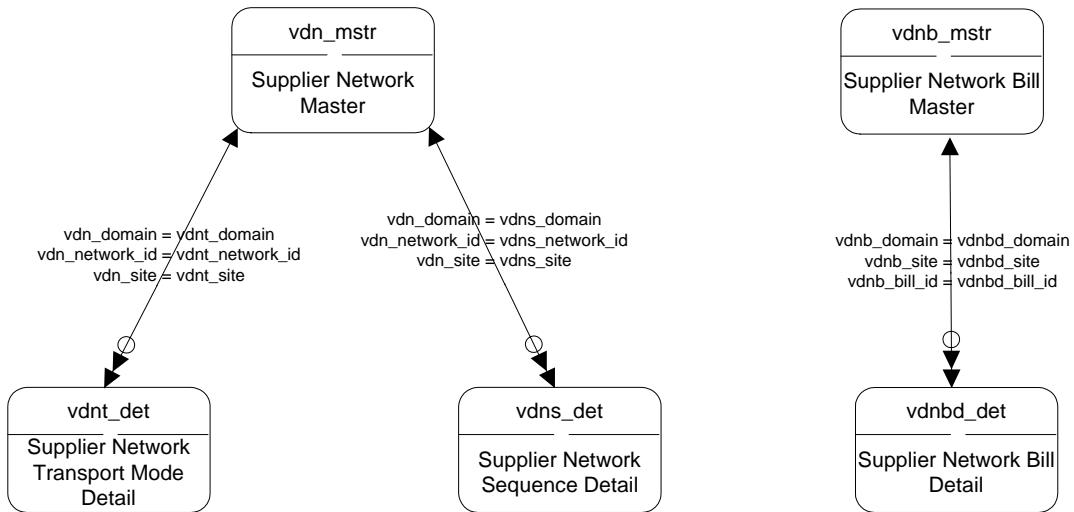 vdn_mstr
Supplier Network
Master
vdnb_mstr
Supplier Network Bill
Master
vdn_domain = vdnt_domain
vdn_network_id = vdnt_network_id
vdn_site = vdnt_site
vdn_domain = vdns_domain
vdn_network_id = vdns_network_id
vdn_site = vdns_site
vdnb_domain = vdnbd_domain
vdnb_site = vdnbd_site
vdnb_bill_id = vdnbd_bill_id
vdnt_det
Supplier Network
Transport Mode
Detail
vdns_det
Supplier Network
Sequence Detail
vdnbd_det
Supplier Network Bill
Detail